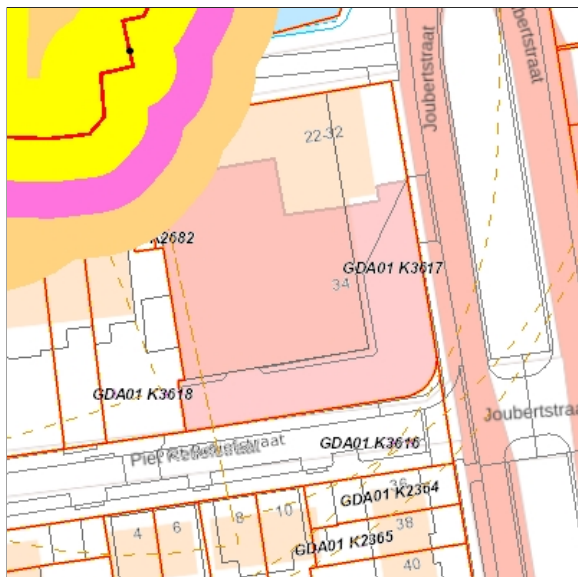 Joubertstraat
Joubertstraat
22-32
K2682
GDA01 K3617
34
GDA01 K3618
Joubertstra
GDA01 K3616
36
GDA01 K2364
4
6
8
10
38
GDA01 K2365
40